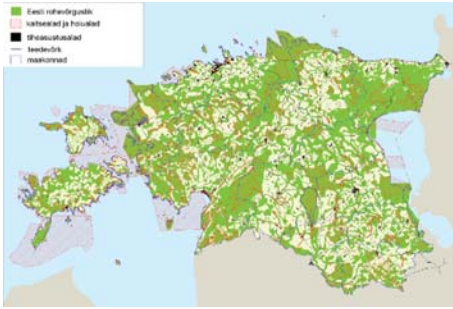 Eesti rohevõrgustik
kaitsealad ja hoiualad
tiheasustusalad
teedevõrk
maakonnad